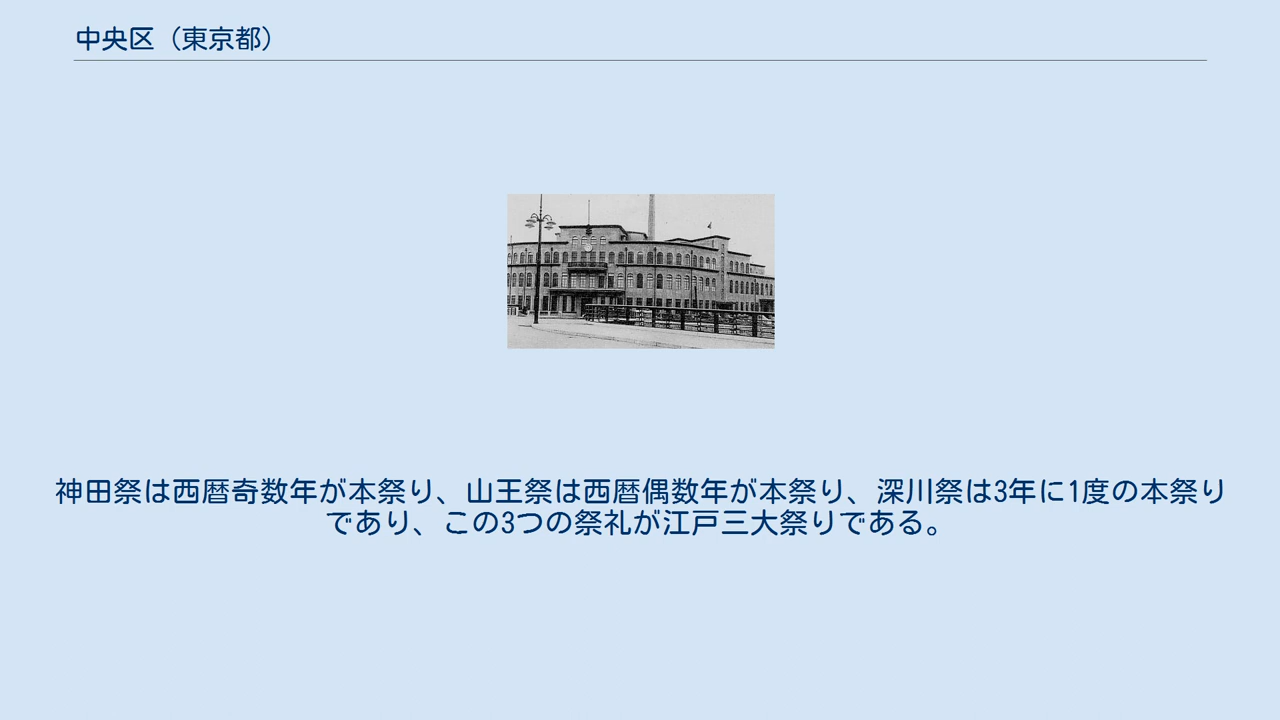 中央区（東京都）
神田祭は西暦奇数年が本祭り、山王祭は西暦偶数年が本祭り、深川祭は3年に1度の本祭り
であり、この3つの祭礼が江戸三大祭りである。